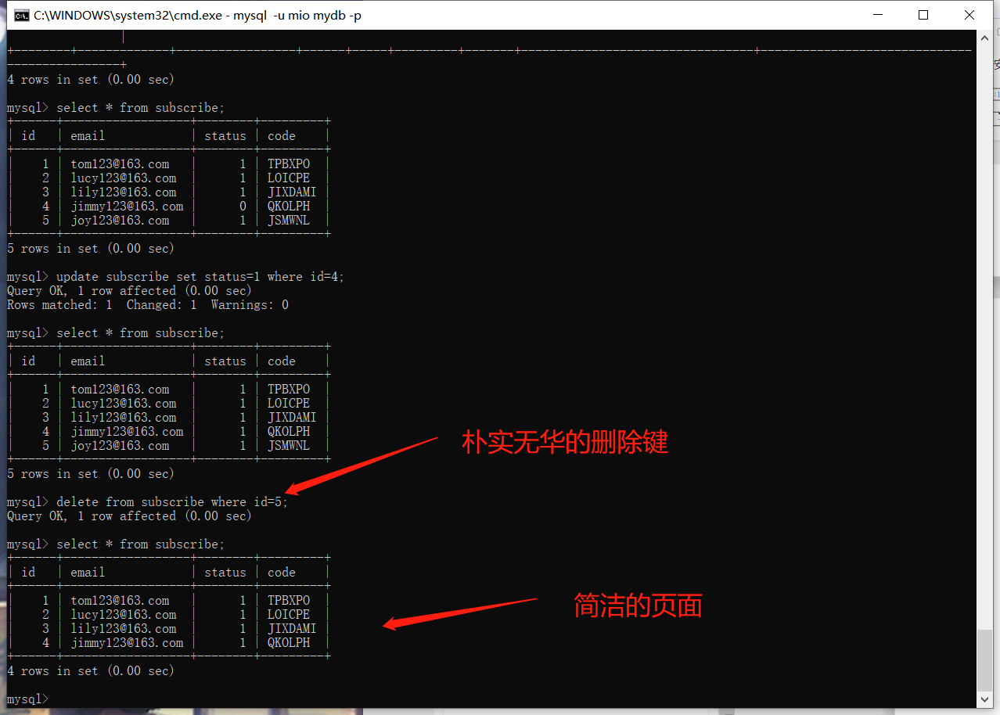 C:\WINDOWS\system32\cmd.exe - mysql  -u mio mydb -p
                |
+--------+-------------+-----------------+------+-----+---------+-------+---------------------------------+------------------------------
----------------+
4 rows in set (0.00 sec)
mysql> select * from subscribe;
+------+------------------+--------+---------+
| id   | email            | status | code    |
+------+------------------+--------+---------+
|    1 | tom123@163.com   |      1 | TPBXPO  |
|    2 | lucy123@163.com  |      1 | LOICPE  |
|    3 | lily123@163.com  |      1 | JIXDAMI |
|    4 | jimmy123@163.com |      0 | QKOLPH  |
|    5 | joy123@163.com   |      1 | JSMWNL  |
+------+------------------+--------+---------+
5 rows in set (0.00 sec)
mysql> update subscribe set status=1 where id=4;
Query OK, 1 row affected (0.00 sec)
Rows matched: 1  Changed: 1  Warnings: 0
mysql> select * from subscribe;
+------+------------------+--------+---------+
| id   | email            | status | code    |
+------+------------------+--------+---------+
|    1 | tom123@163.com   |      1 | TPBXPO  |
|    2 | lucy123@163.com  |      1 | LOICPE  |
|    3 | lily123@163.com  |      1 | JIXDAMI |
|    4 | jimmy123@163.com |      1 | QKOLPH  |
|    5 | joy123@163.com   |      1 | JSMWNL  |
+------+------------------+--------+---------+
朴实无华的删除键
5 rows in set (0.00 sec)
mysql> delete from subscribe where id=5;
Query OK, 1 row affected (0.00 sec)
mysql> select * from subscribe;
+------+------------------+--------+---------+
| id   | email            | status | code    |
+------+------------------+--------+---------+
|    1 | tom123@163.com   |      1 | TPBXPO  |
|    2 | lucy123@163.com  |      1 | LOICPE  |
|    3 | lily123@163.com  |      1 | JIXDAMI |
|    4 | jimmy123@163.com |      1 | QKOLPH  |
+------+------------------+--------+---------+
简洁的页面
4 rows in set (0.00 sec)
mysql>